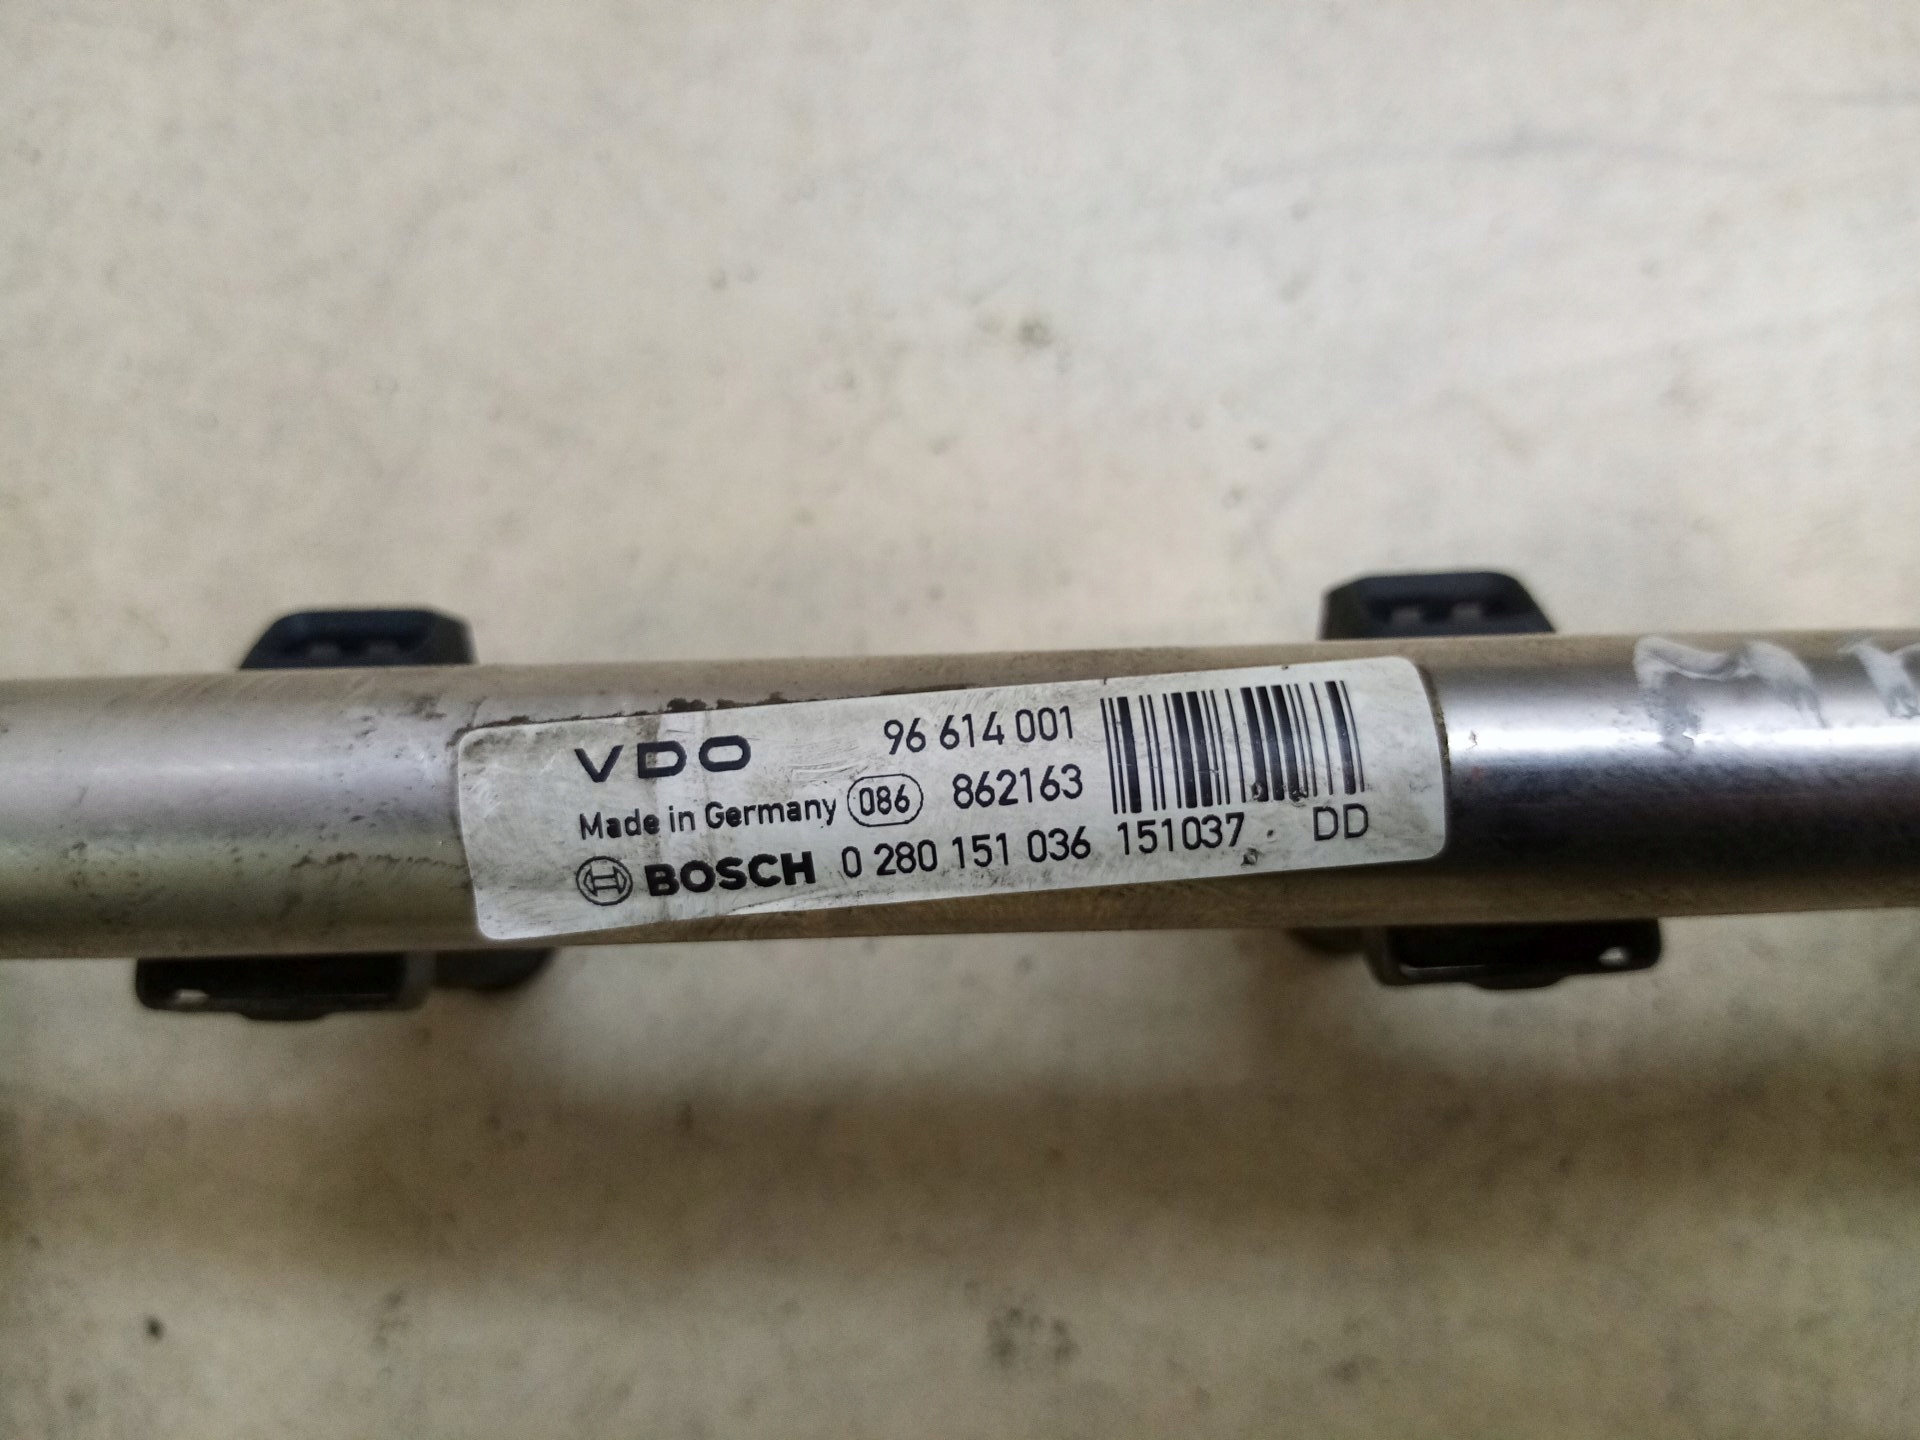 VDO 96 614 001
Made in Germany 086 862163
BOSCH 0 280 151 036 151037 DD